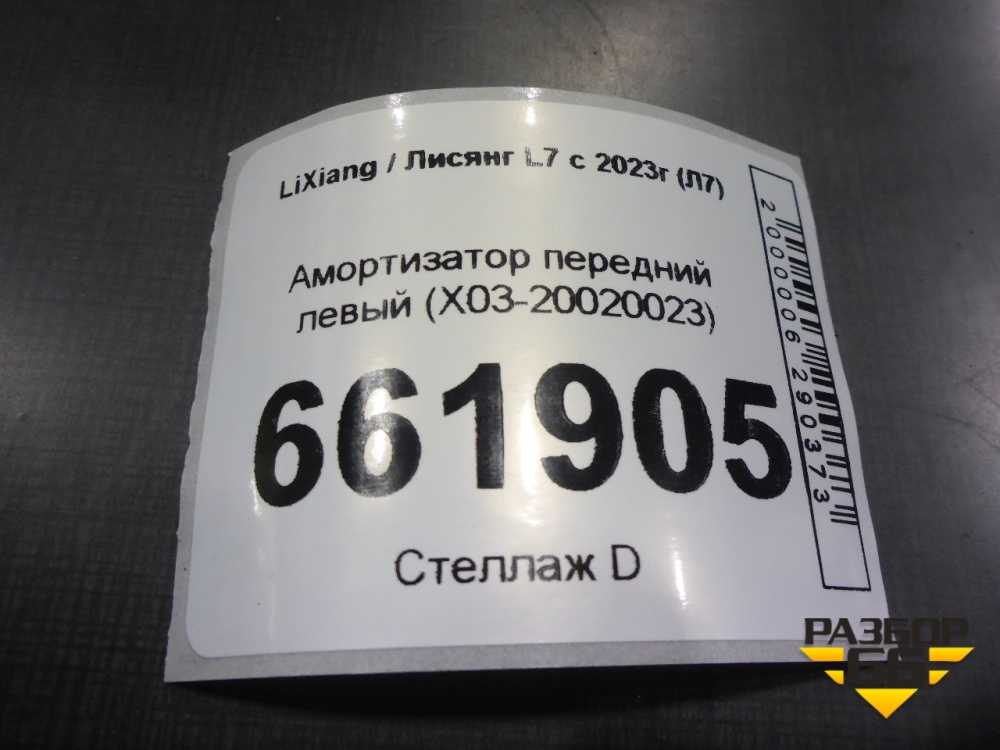 LiXiang / Лисянг L7 с 2023г (Л7)
Амортизатор передний
левый (X03-20020023)
661905
Стеллаж D
2000006290373
РАЗБОР
66